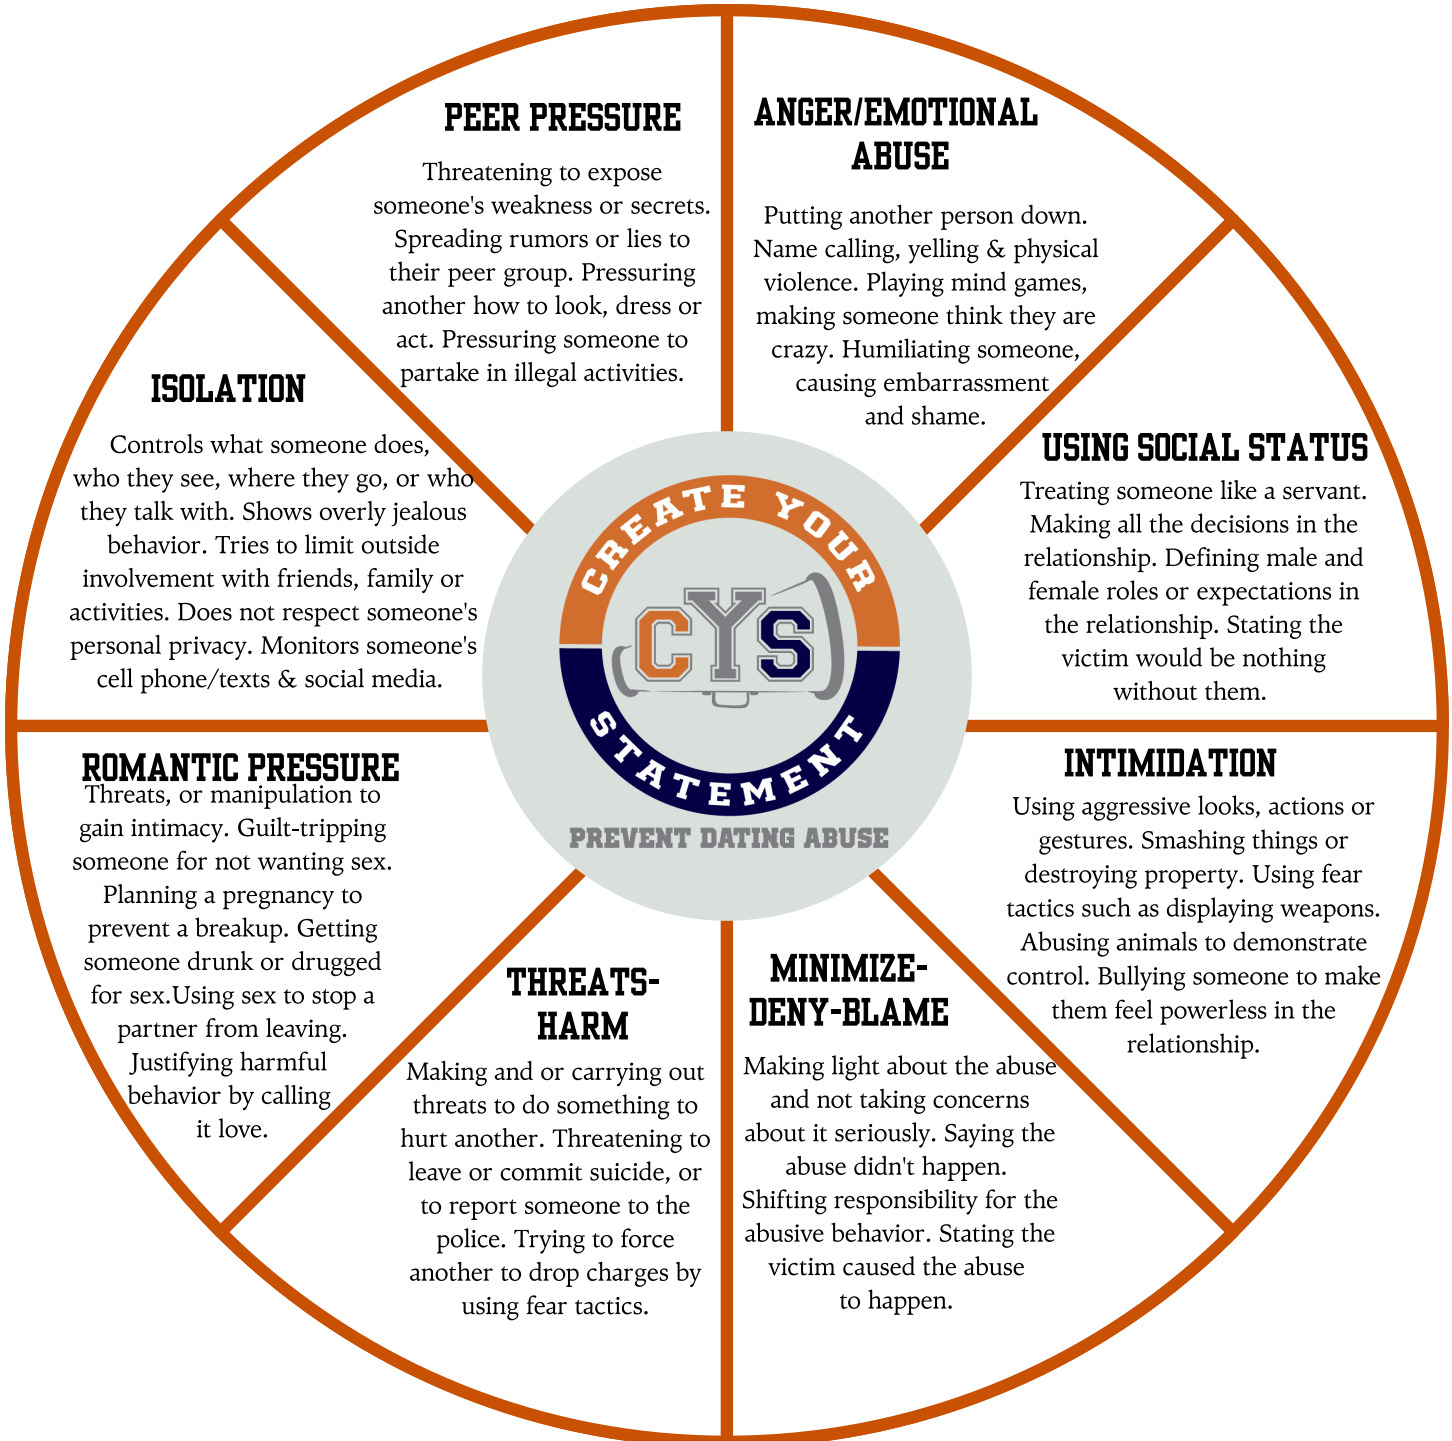 PEER PRESSURE
Threatening to expose
someone's weakness or secrets.
Spreading rumors or lies to
their peer group. Pressuring
another how to look, dress or
act. Pressuring someone to
partake in illegal activities.
ANGER/EMOTIONAL
ABUSE
Putting another person down.
Name calling, yelling & physical
violence. Playing mind games,
making someone think they are
crazy. Humiliating someone,
causing embarrassment
and shame.
USING SOCIAL STATUS
Treating someone like a servant.
Making all the decisions in the
relationship. Defining male and
female roles or expectations in
the relationship. Stating the
victim would be nothing
without them.
INTIMIDATION
Using aggressive looks, actions or
gestures. Smashing things or
destroying property. Using fear
tactics such as displaying weapons.
Abusing animals to demonstrate
control. Bullying someone to make
them feel powerless in the
relationship.
MINIMIZE-
DENY-BLAME
Making light about the abuse
and not taking concerns
about it seriously. Saying the
abuse didn't happen.
Shifting responsibility for the
abusive behavior. Stating the
victim caused the abuse
to happen.
THREATS-
HARM
Making and or carrying out
threats to do something to
hurt another. Threatening to
leave or commit suicide, or
to report someone to the
police. Trying to force
another to drop charges by
using fear tactics.
ROMANTIC PRESSURE
Threats, or manipulation to
gain intimacy. Guilt-tripping
someone for not wanting sex.
Planning a pregnancy to
prevent a breakup. Getting
someone drunk or drugged
for sex.Using sex to stop a
partner from leaving.
Justifying harmful
behavior by calling
it love.
ISOLATION
Controls what someone does,
who they see, where they go, or who
they talk with. Shows overly jealous
behavior. Tries to limit outside
involvement with friends, family or
activities. Does not respect someone's
personal privacy. Monitors someone's
cell phone/texts & social media.
CREATE YOUR
CYS
STATEMENT
PREVENT DATING ABUSE